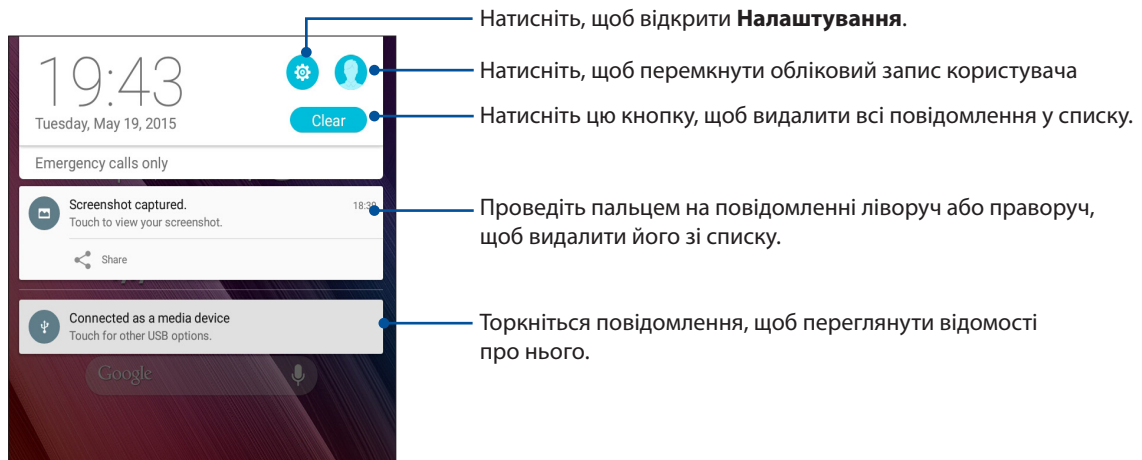 Натисніть, щоб відкрити Налаштування.
19:43
Натисніть, щоб перемкнути обліковий запис користувача
Tuesday, May 19, 2015
Clear
Натисніть цю кнопку, щоб видалити всі повідомлення у списку.
Emergency calls only
Screenshot captured.
18:39
Touch to view your screenshot.
Share
Проведіть пальцем на повідомленні ліворуч або праворуч,
щоб видалити його зі списку.
Connected as a media device
Touch for other USB options.
Торкніться повідомлення, щоб переглянути відомості
про нього.
Google